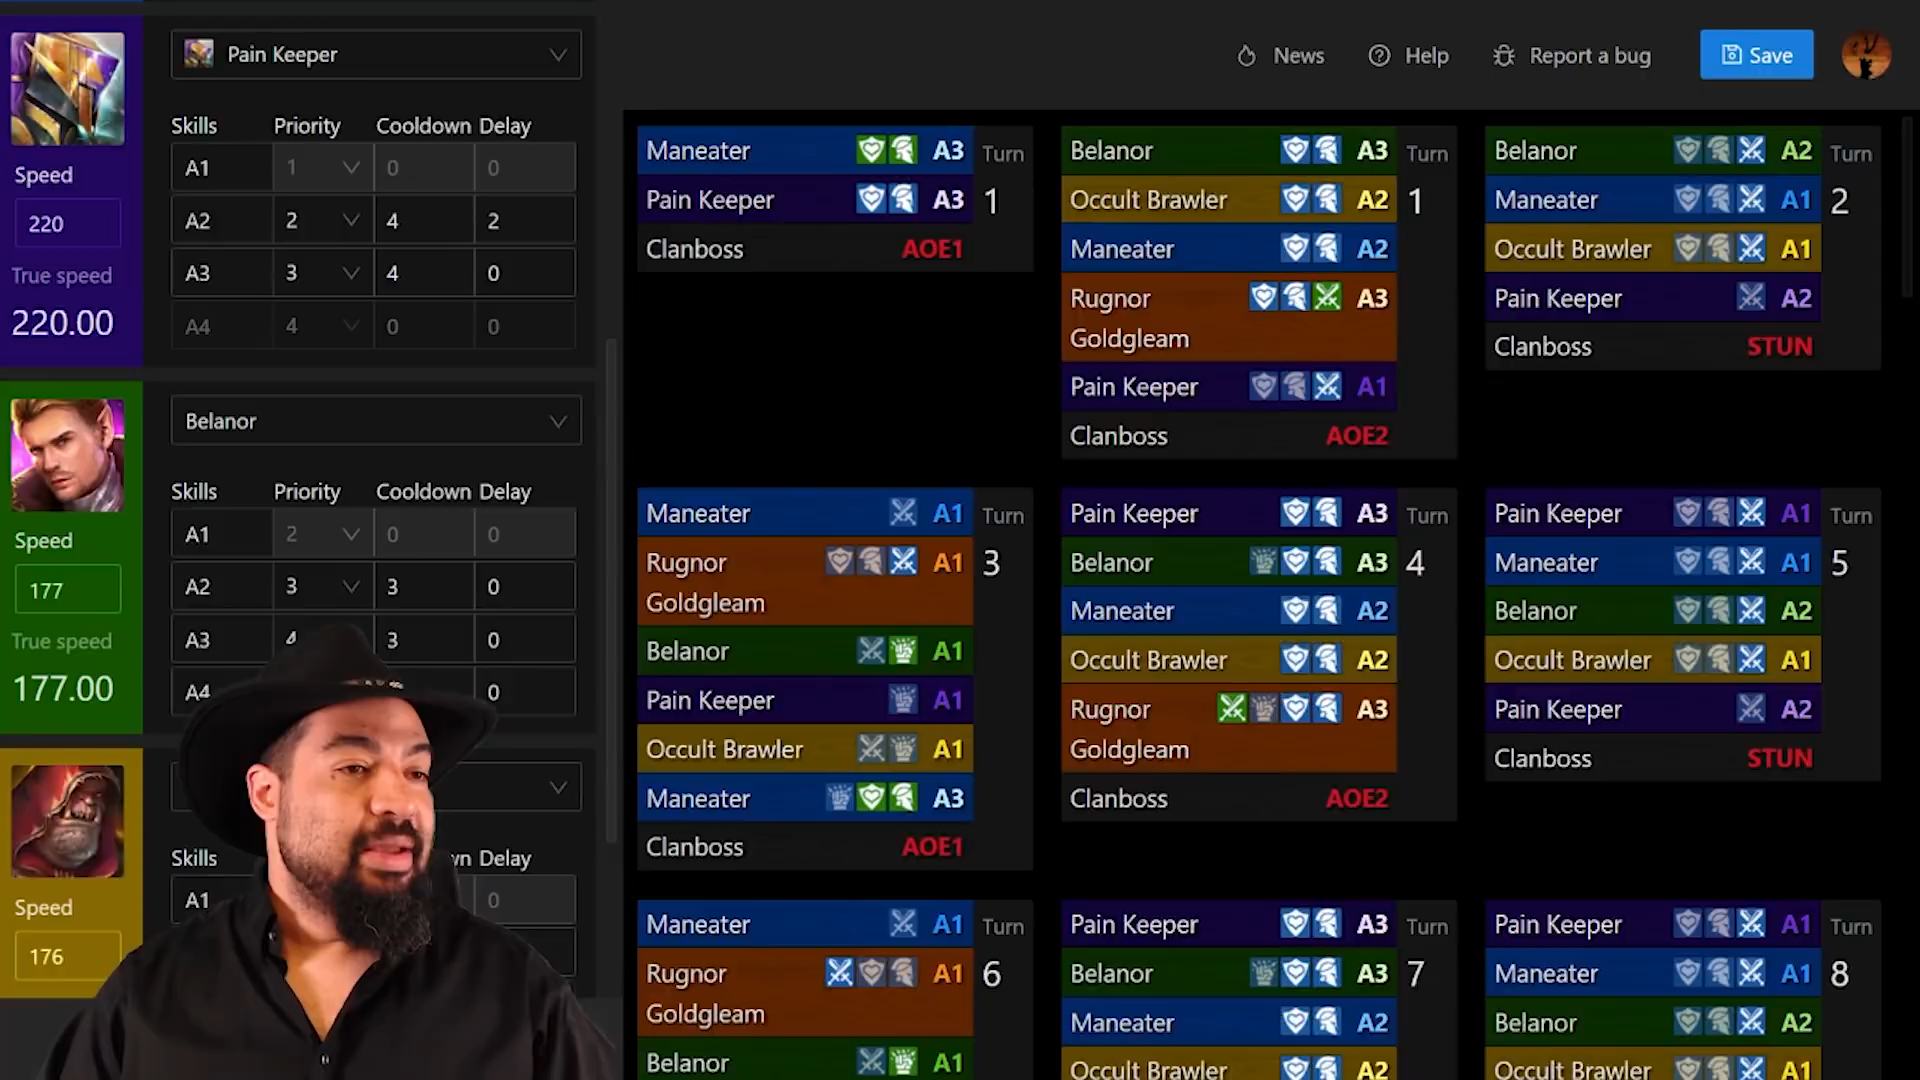 Pain Keeper
Skills Priority Cooldown Delay
A1 1 0 0
Speed
220
A2 2 4 2
True speed
220.00
A3 3 4 0
A4 4 0 0
Belanor
Skills Priority Cooldown Delay
A1 2 0 0
Speed
177
A2 3 3 0
True speed
177.00
A3 4 3 0
A4 0
Skills wn Delay
A1 0
Speed
176
News Help Report a bug Save
Maneater A3
Pain Keeper A3
Clanboss AOE1
Turn
1
Belanor A3
Occult Brawler A2
Maneater A2
Rugnor A3
Goldgleam
Pain Keeper A1
Clanboss AOE2
Turn
1
Belanor A2
Maneater A1
Occult Brawler A1
Pain Keeper A2
Clanboss STUN
Turn
2
Maneater A1
Rugnor A1
Goldgleam
Belanor A1
Pain Keeper A1
Occult Brawler A1
Maneater A3
Clanboss AOE1
Turn
3
Pain Keeper A3
Belanor A3
Maneater A2
Occult Brawler A2
Rugnor A3
Goldgleam
Clanboss AOE2
Turn
4
Pain Keeper A1
Maneater A1
Belanor A2
Occult Brawler A1
Pain Keeper A2
Clanboss STUN
Turn
5
Maneater A1
Rugnor A1
Goldgleam
Belanor A1
Turn
6
Pain Keeper A3
Belanor A3
Maneater A2
Occult Brawler A2
Turn
7
Pain Keeper A1
Maneater A1
Belanor A2
Occult Brawler A1
Turn
8